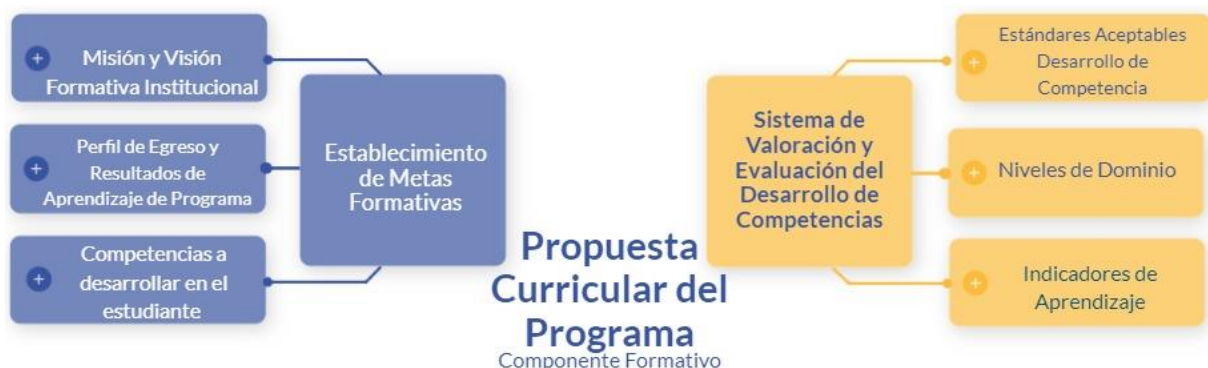 Misión y Visión
Formativa Institucional
Perfil de Egreso y
Resultados de
Aprendizaje de Programa
Competencias a
desarrollar en el
estudiante
Establecimiento
de Metas
Formativas
Propuesta
Curricular del
Programa
Componente Formativo
Sistema de
Valoración y
Evaluación del
Desarrollo de
Competencias
Estándares Aceptables
Desarrollo de
Competencia
Niveles de Dominio
Indicadores de
Aprendizaje